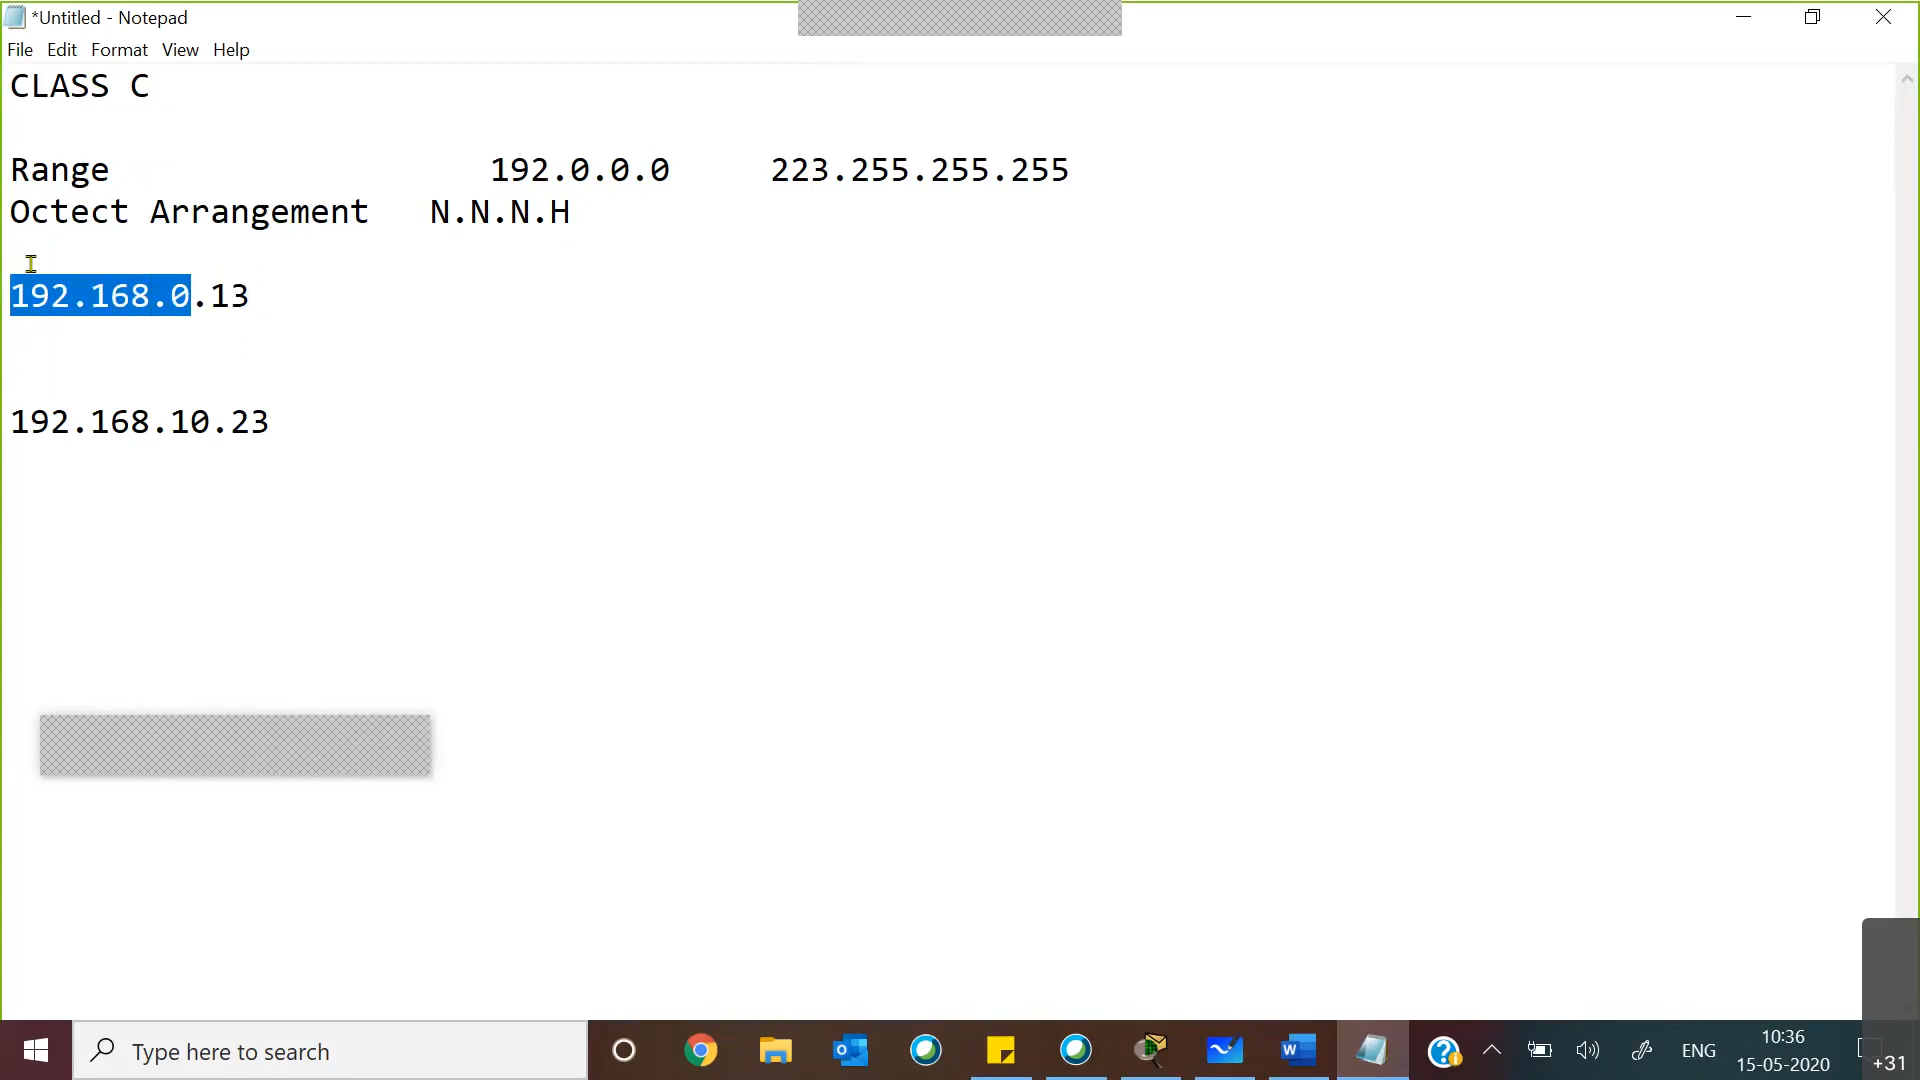 *Untitled - Notepad
File Edit Format View Help
CLASS C
Range 192.0.0.0 223.255.255.255
Octect Arrangement N.N.N.H
192.168.0.13
192.168.10.23
Type here to search
ENG
10:36
15-05-2020
+31